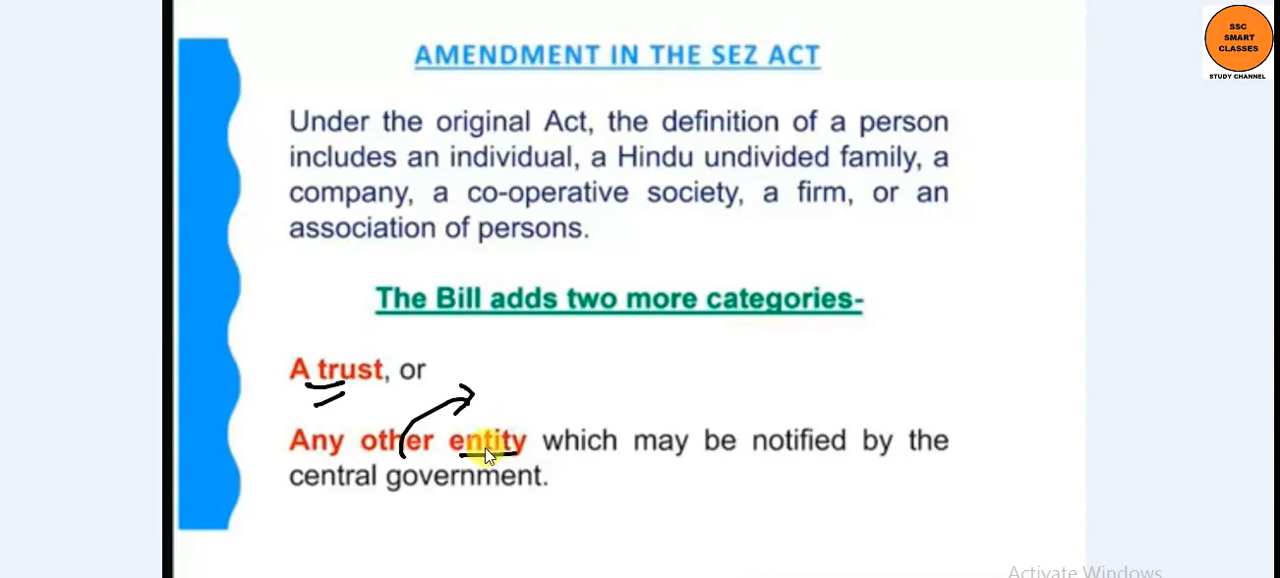 SSC
SMART
CLASSES
STUDY CHANNEL
AMENDMENT IN THE SEZ ACT
Under the original Act, the definition of a person
includes an individual, a Hindu undivided family, a
company, a co-operative society, a firm, or an
association of persons.
The Bill adds two more categories-
A trust, or
Any other entity which may be notified by the
central government.
Activate Windows